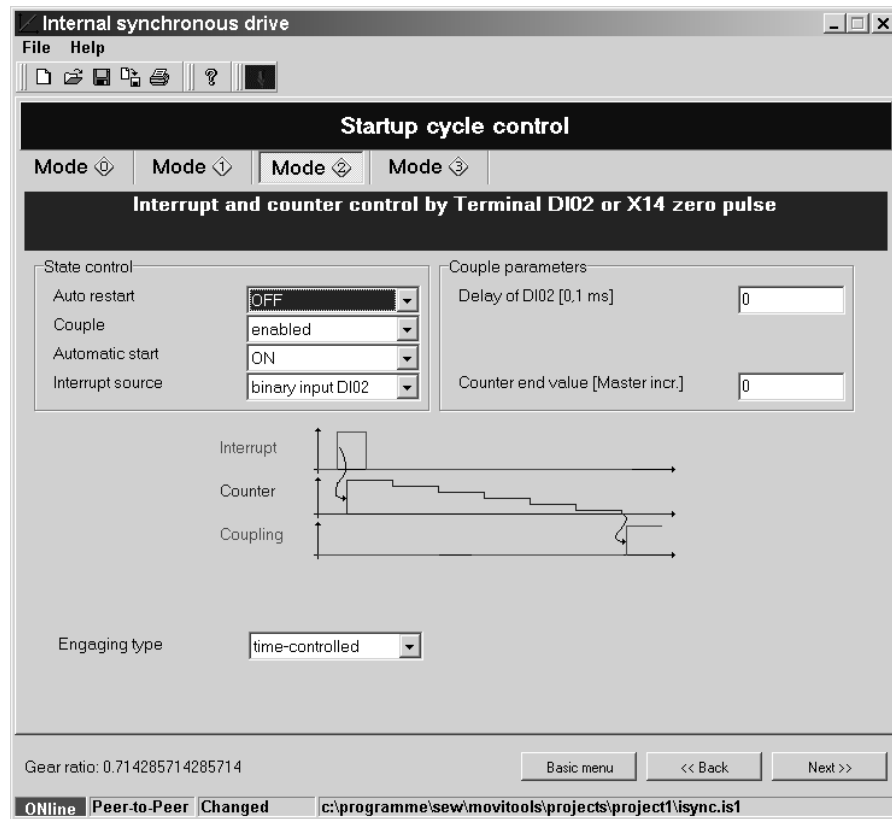 Internal synchronous drive
File Help
Startup cycle control
Mode 0 Mode 1 Mode 2 Mode 3
Interrupt and counter control by Terminal DI02 or X14 zero pulse
State control
Auto restart OFF
Couple enabled
Automatic start ON
Interrupt source binary input DI02
Couple parameters
Delay of DI02 [0,1 ms] 0
Counter end value [Master incr.] 0
Interrupt
Counter
Coupling
Engaging type time-controlled
Gear ratio: 0.714285714285714
Basic menu << Back Next >>
ONline Peer-to-Peer Changed c:\programme\sew\movitools\projects\project1\isync.is1